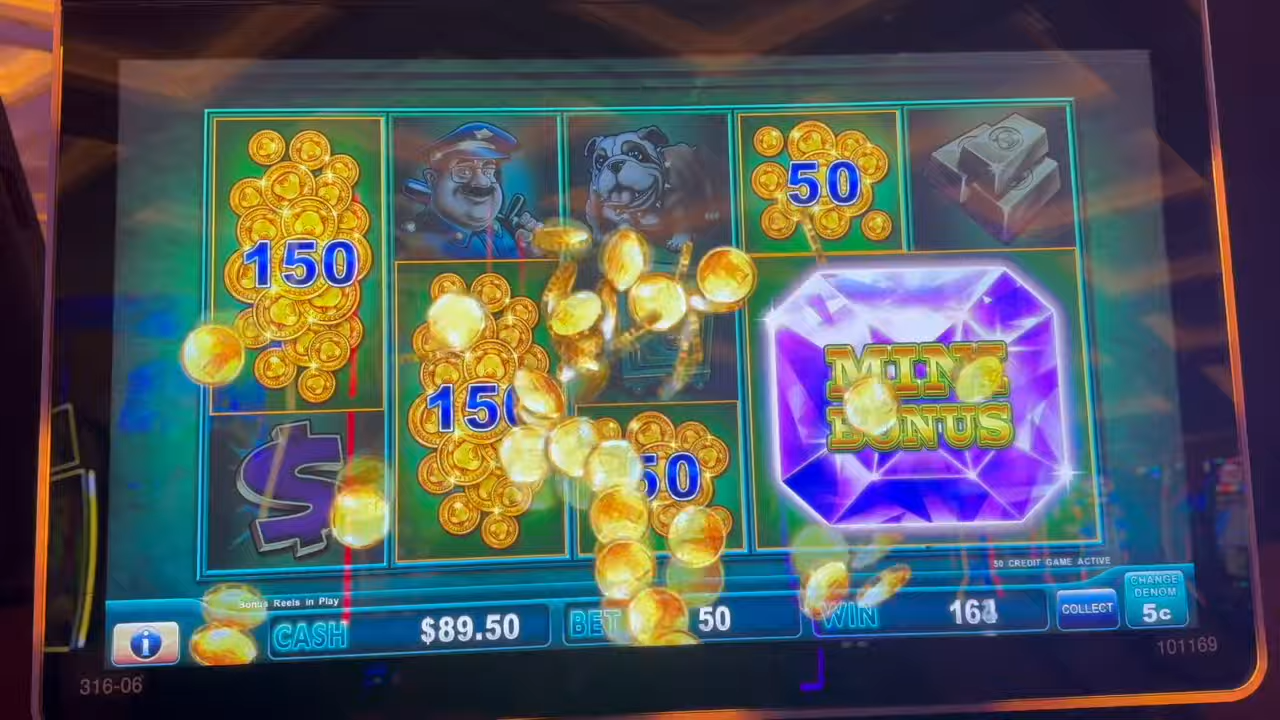 150
50
MINI
BONUS
50
50 CREDIT GAME ACTIVE
Bonus Reels in Play
CASH
$89.50
BET
50
WIN
COLLECT
CHANGE
DENOM
5c
316-06
101169